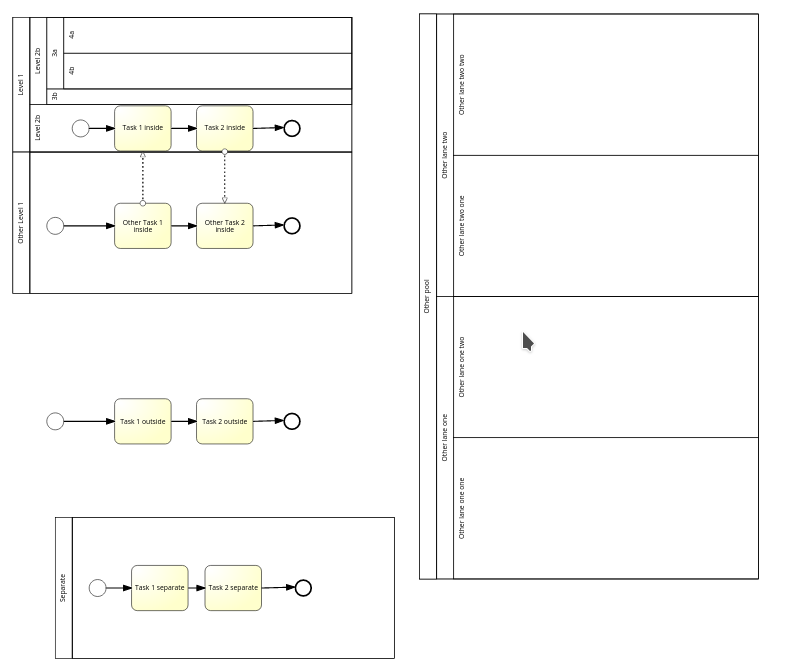 Level 1
Level 2b
3a
4a
4b
3b
Level 2b
Task 1 inside
Task 2 inside
Other Level 1
Other Task 1
inside
Other Task 2
inside
Task 1 outside
Task 2 outside
Separate
Task 1 separate
Task 2 separate
Other pool
Other lane two
Other lane two two
Other lane two one
Other lane one
Other lane one two
Other lane one one